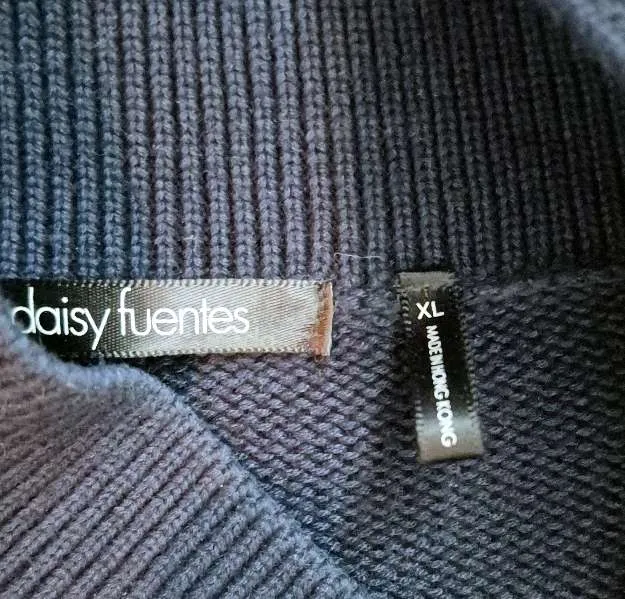 daisy fuentes
XL
MADE IN HONG KONG